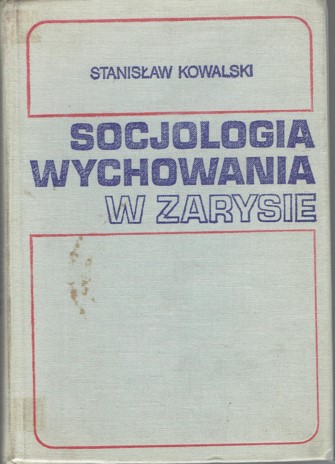 STANISŁAW KOWALSKI
SOCJOLOGIA
WYCHOWANIA
W ZARYSIE